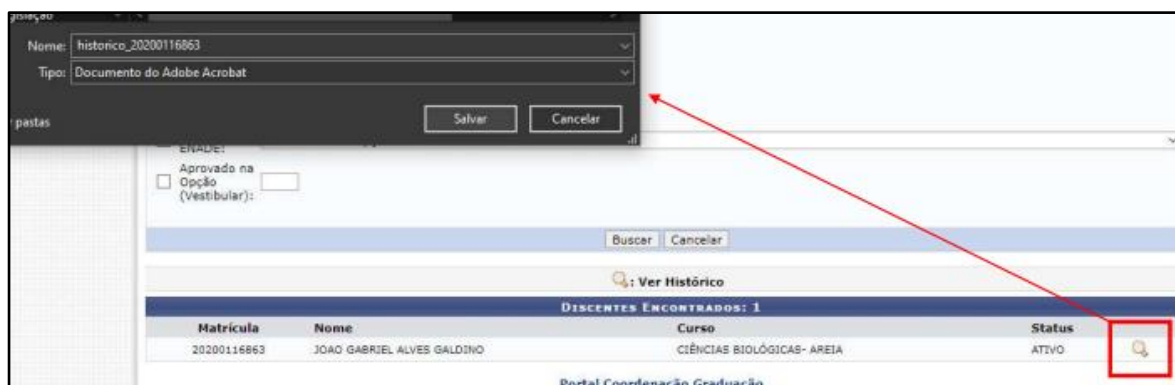 gislação
Nome: historico_20200116863
Tipo: Documento do Adobe Acrobat
pastas
Salvar Cancelar
ENADE:
Aprovado na
Opção
(Vestibular):
Buscar Cancelar
: Ver Histórico
DISCENTES ENCONTRADOS: 1
Matrícula Nome Curso Status
20200116863 JOAO GABRIEL ALVES GALDINO CIÊNCIAS BIOLÓGICAS- AREIA ATIVO
Portal Coordenação Graduação